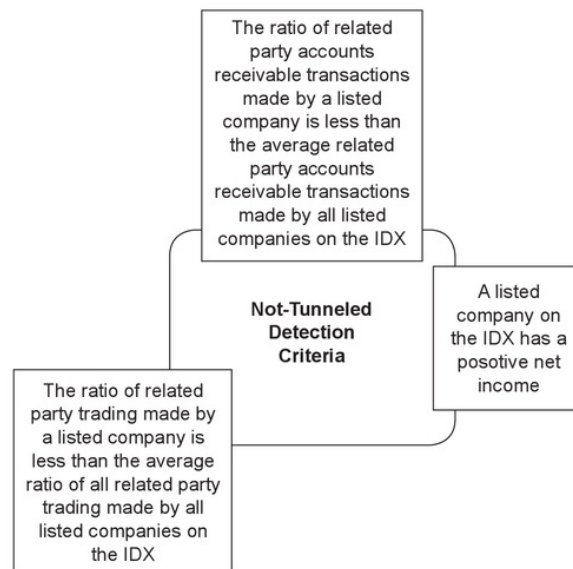 The ratio of related
party accounts
receivable transactions
made by a listed
company is less than
the average related
party accounts
receivable transactions
made by all listed
companies on the IDX
A listed
company on
the IDX has a
posotive net
income
Not-Tunneled
Detection
Criteria
The ratio of related
party trading made by
a listed company is
less than the average
ratio of all related party
trading made by all
listed companies on
the IDX